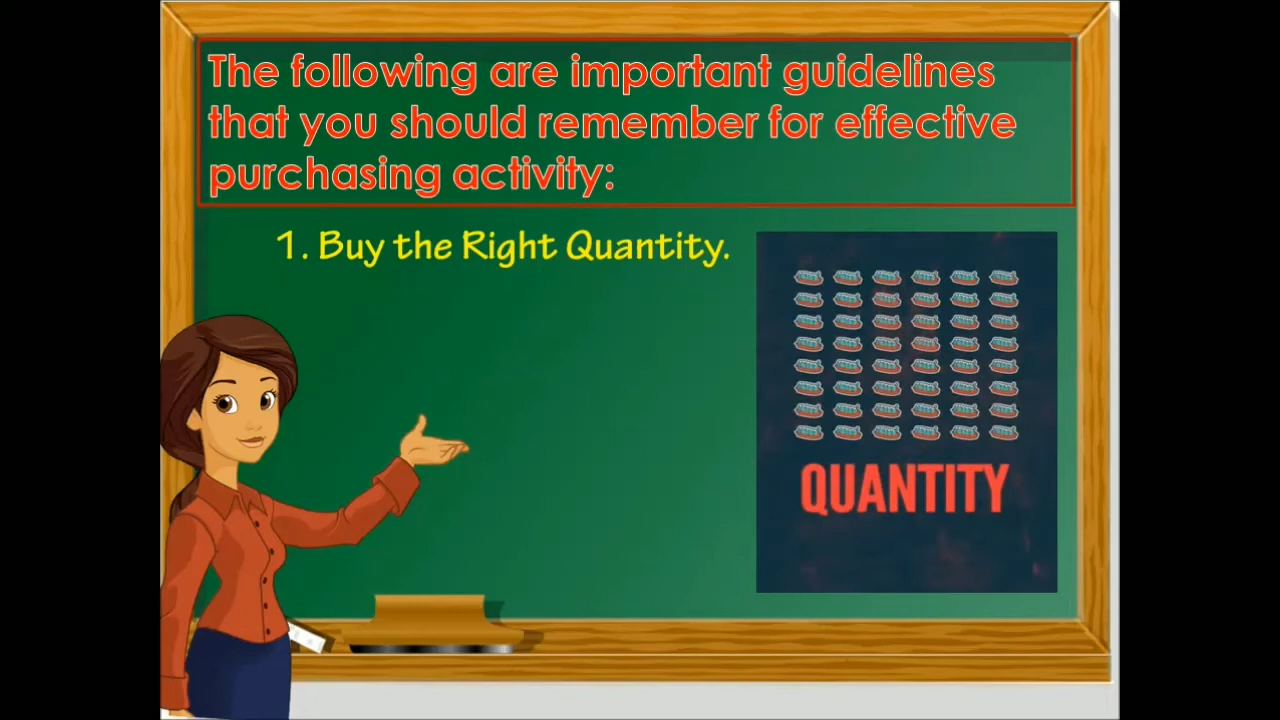 The following are important guidelines
that you should remember for effective
purchasing activity:
1. Buy the Right Quantity.
QUANTITY